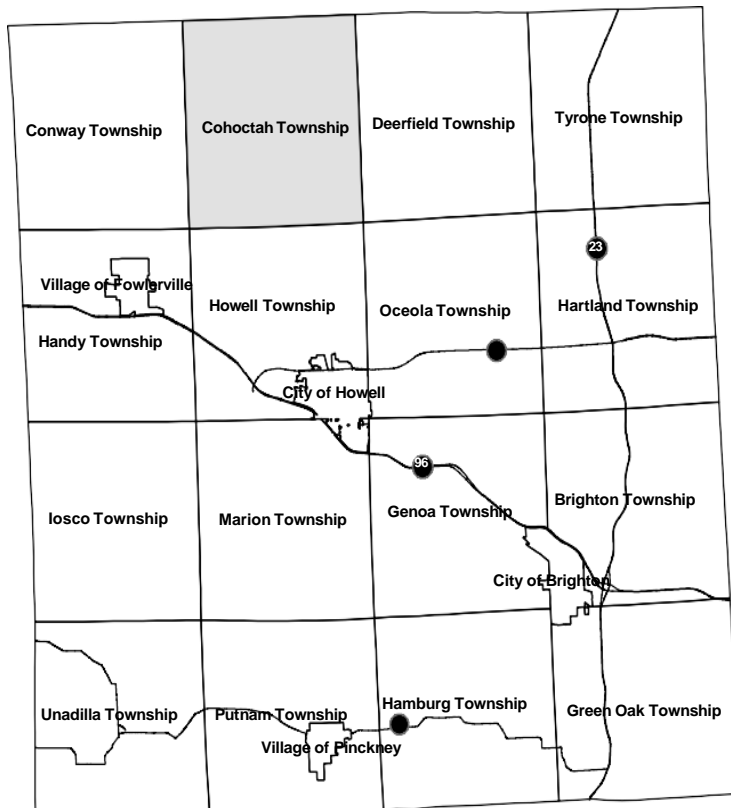 Conway Township
Cohoctah Township
Deerfield Township
Tyrone Township
23
Village of Fowlerville
Howell Township
Oceola Township
Hartland Township
Handy Township
City of Howell
96
Iosco Township
Marion Township
Genoa Township
Brighton Township
City of Brighton
Unadilla Township
Putnam Township
Hamburg Township
Green Oak Township
Village of Pinckney